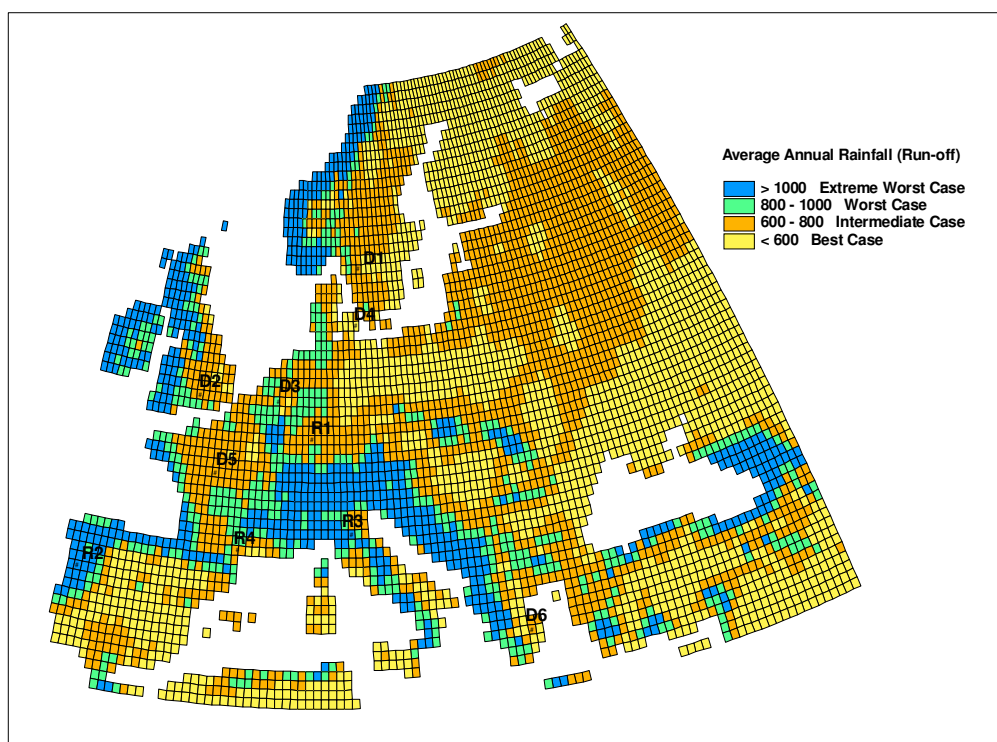 Average Annual Rainfall (Run-off)
> 1000 Extreme Worst Case
800 - 1000 Worst Case
600 - 800 Intermediate Case
< 600 Best Case
D1
D4
D2
D3
R1
D5
R3
R4
R2
D6